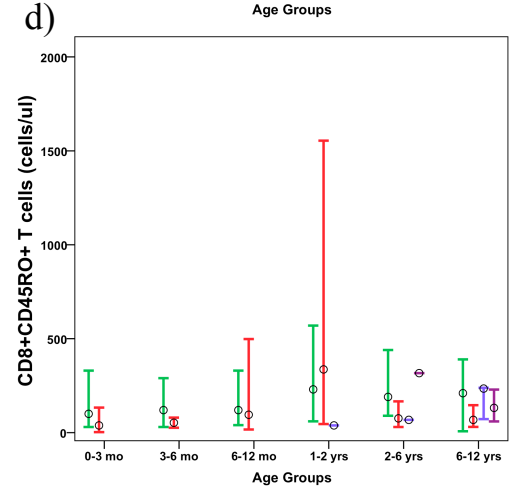 Age Groups
d)
CD8+CD45RO+ T cells (cells/ul)
2000
1500
1000
500
0
0-3 mo 3-6 mo 6-12 mo 1-2 yrs 2-6 yrs 6-12 yrs
Age Groups